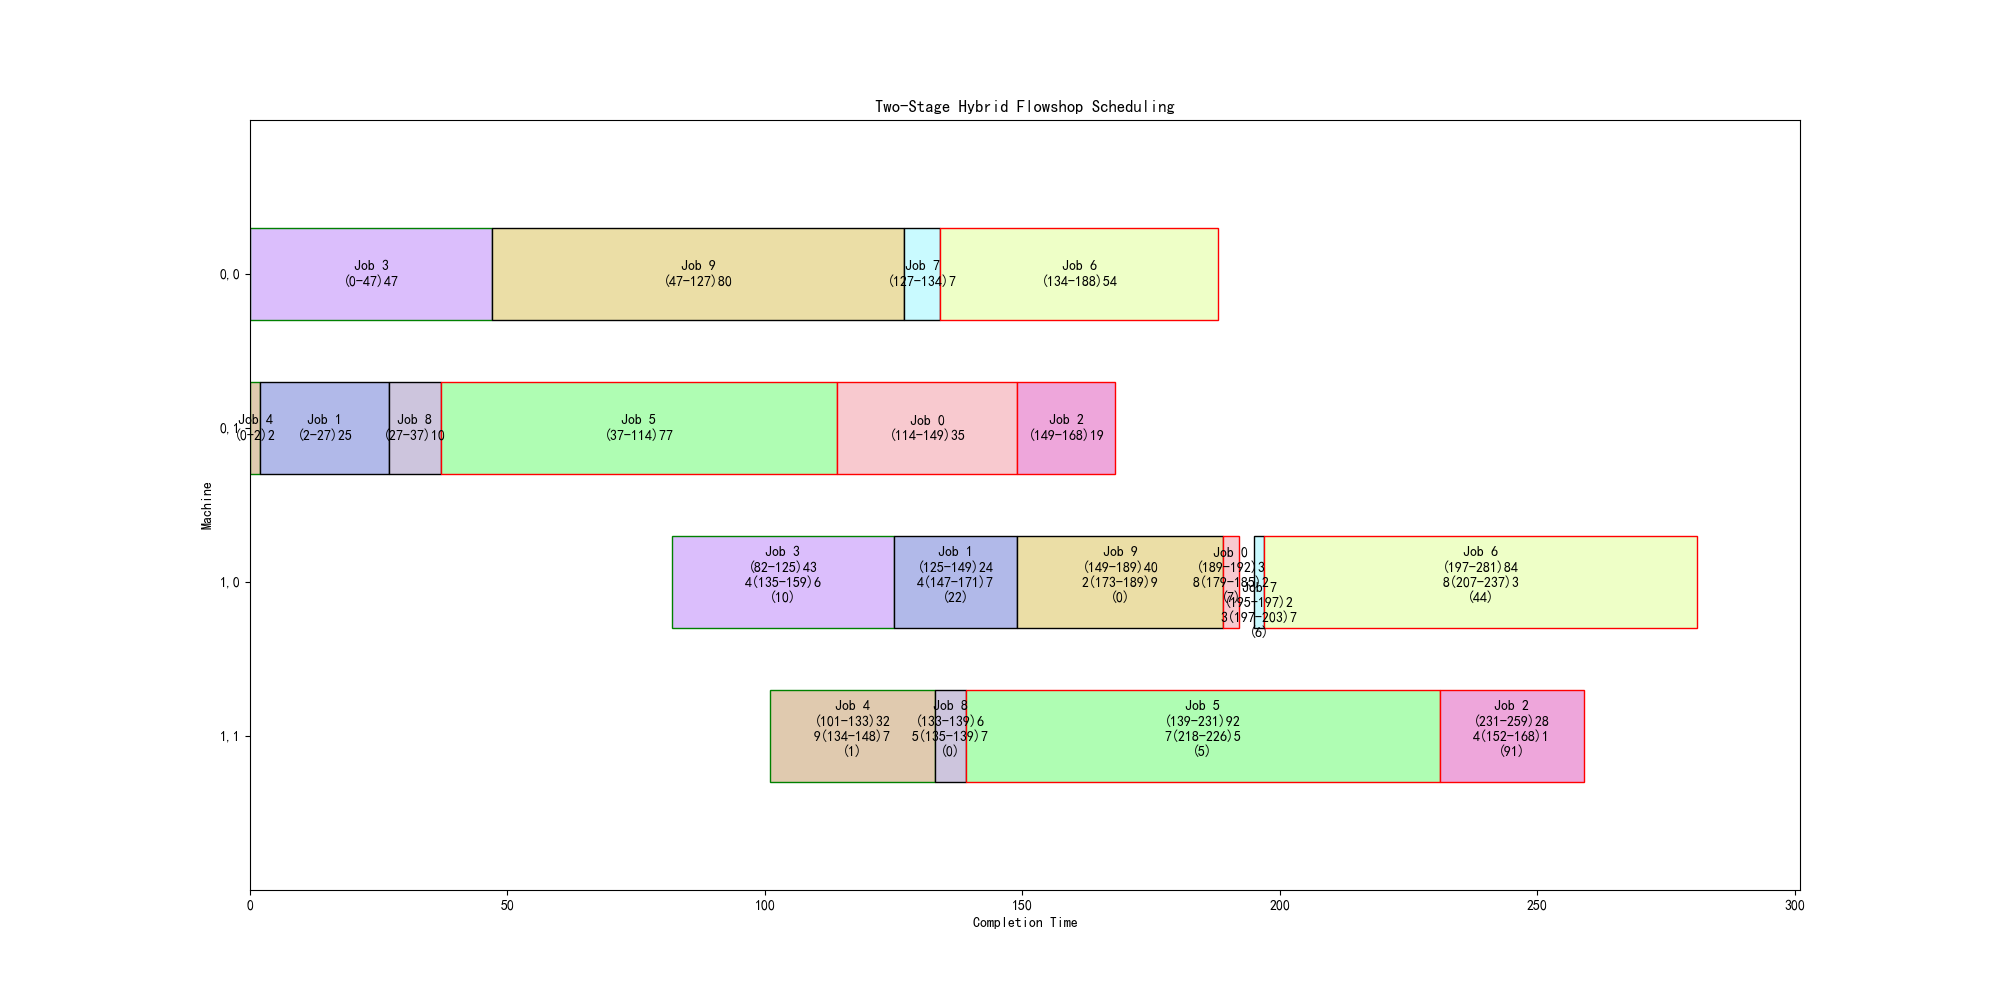 Two-Stage Hybrid Flowshop Scheduling
0,0
Job 3
(0-47)47
Job 9
(47-127)80
Job 7
(127-134)7
Job 6
(134-188)54
0,1
Job 4
(0-2)2
Job 1
(2-27)25
Job 8
(27-37)10
Job 5
(37-114)77
Job 0
(114-149)35
Job 2
(149-168)19
Machine
1,0
Job 3
(82-125)43
4(135-159)6
(10)
Job 1
(125-149)24
4(147-171)7
(22)
Job 9
(149-189)40
2(173-189)9
(0)
Job 0
(189-192)3
8(179-185)2
(7)
Job 7
(195-197)2
3(197-203)7
(6)
Job 6
(197-281)84
8(207-237)3
(44)
1,1
Job 4
(101-133)32
9(134-148)7
(1)
Job 8
(133-139)6
5(135-139)7
(0)
Job 5
(139-231)92
7(218-226)5
(5)
Job 2
(231-259)28
4(152-168)1
(91)
0
50
100
150
200
250
300
Completion Time